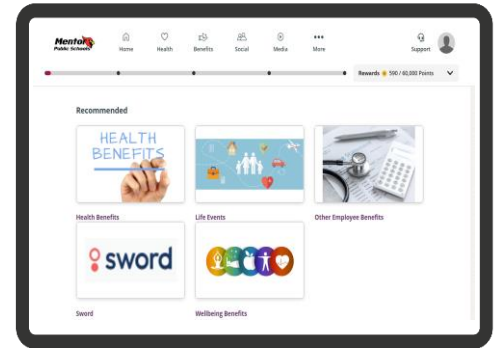 Mentor
Public Schools
Home
Health
Benefits
Social
Media
More
Support
Rewards 590 / 60,000 Points
Recommended
HEALTH
BENEFITS
Health Benefits
Life Events
Other Employee Benefits
sword
Sword
Wellbeing Benefits